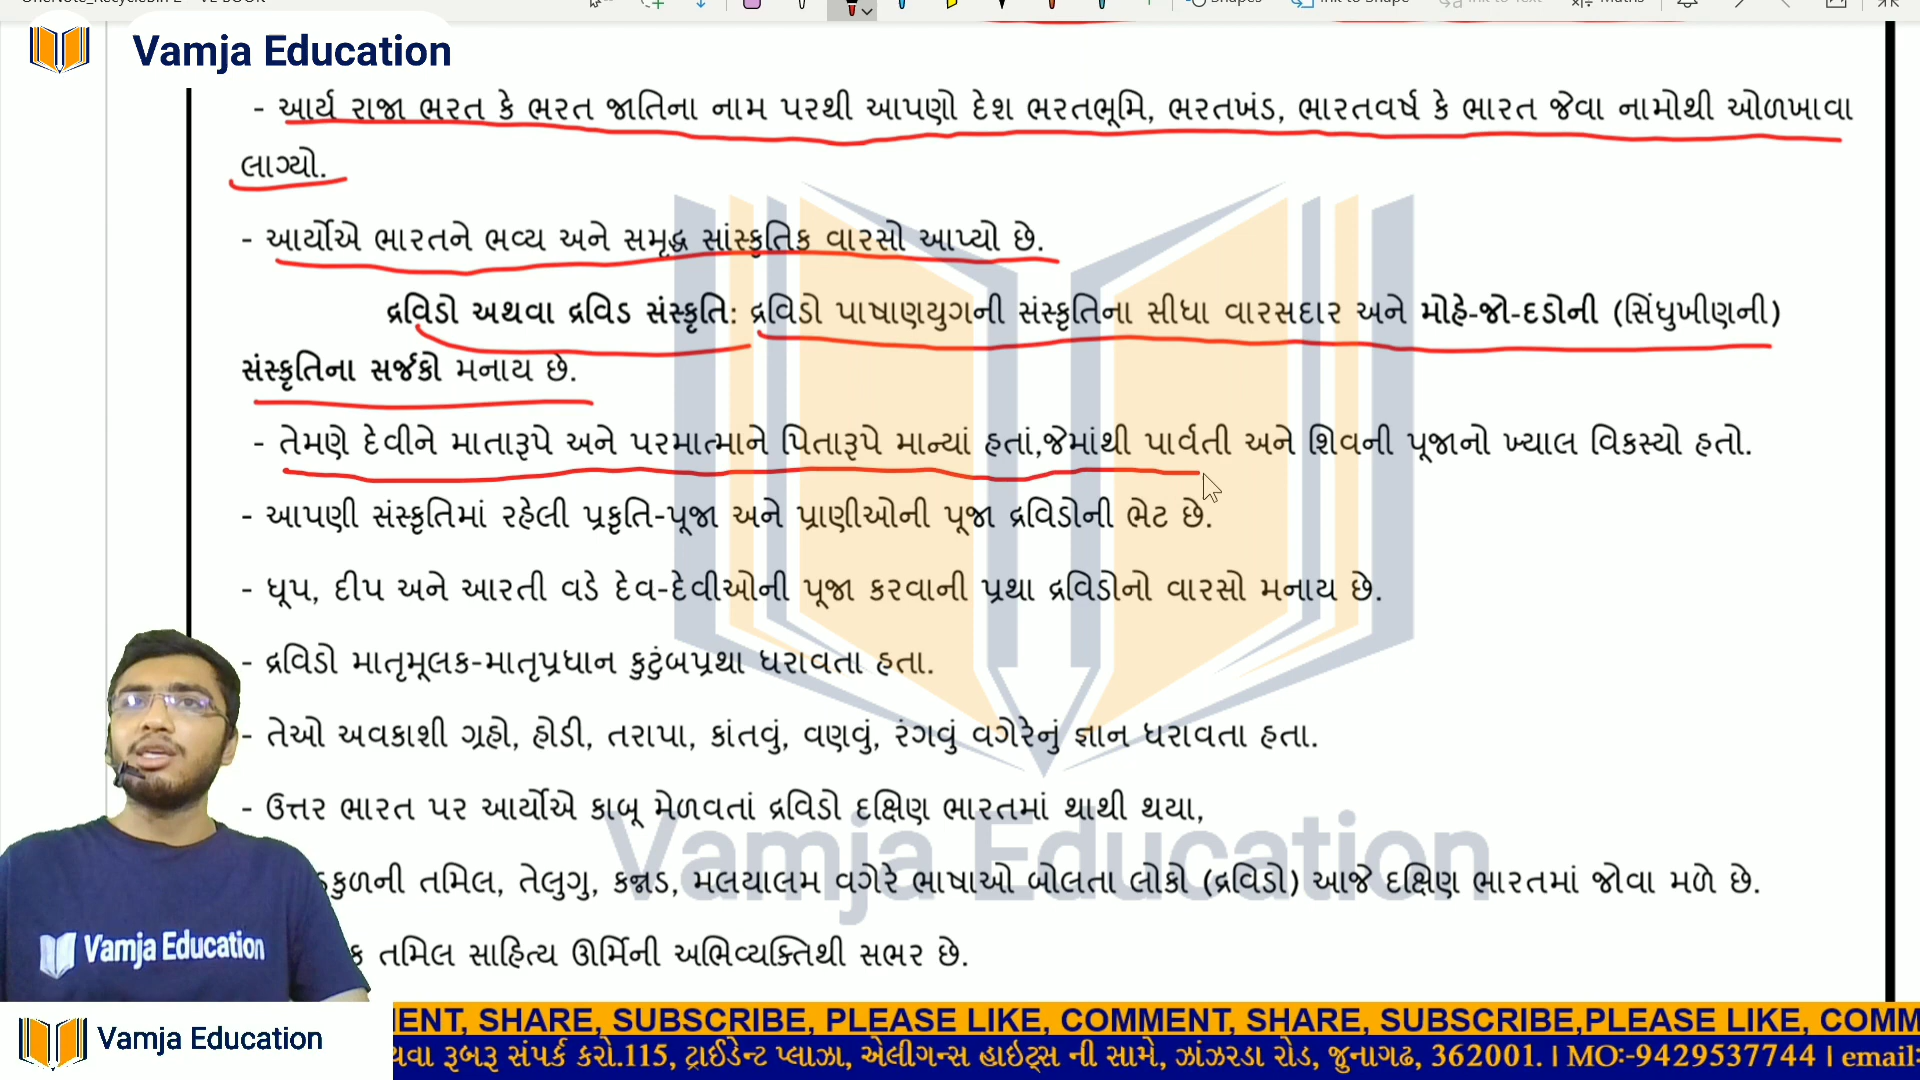 Vamja Education
- આર્ય રાજા ભરત કે ભરત જાતિના નામ પરથી આપણો દેશ ભરતભૂમિ, ભરતખંડ, ભારતવર્ષ કે ભારત જેવા નામોથી ઓળખાવા
લાગ્યો.
- આર્યોએ ભારતને ભવ્ય અને સમૃદ્ધ સાંસ્કૃતિક વારસો આપ્યો છે.
દ્રવિડો અથવા દ્રવિડ સંસ્કૃતિ: દ્રવિડો પાષાણયુગની સંસ્કૃતિના સીધા વારસદાર અને મોહે-જો-દડોની (સિંધુખીણની)
સંસ્કૃતિના સર્જકો મનાય છે.
- તેમણે દેવીને માતારૂપે અને પરમાત્માને પિતારૂપે માન્યાં હતાં,જેમાંથી પાર્વતી અને શિવની પૂજાનો ખ્યાલ વિકસ્યો હતો.
- આપણી સંસ્કૃતિમાં રહેલી પ્રકૃતિ-પૂજા અને પ્રાણીઓની પૂજા દ્રવિડોની ભેટ છે.
- ધૂપ, દીપ અને આરતી વડે દેવ-દેવીઓની પૂજા કરવાની પ્રથા દ્રવિડોનો વારસો મનાય છે.
- દ્રવિડો માતૃમૂલક-માતૃપ્રધાન કુટુંબપ્રથા ધરાવતા હતા.
- તેઓ અવકાશી ગ્રહો, હોડી, તરાપા, કાંતવું, વણવું, રંગવું વગેરેનું જ્ઞાન ધરાવતા હતા.
- ઉત્તર ભારત પર આર્યોએ કાબૂ મેળવતાં દ્રવિડો દક્ષિણ ભારતમાં થાથી થયા,
તમિલ, તેલુગુ, કન્નડ, મલયાલમ વગેરે ભાષાઓ બોલતા લોકો (દ્રવિડો) આજે દક્ષિણ ભારતમાં જોવા મળે છે.
તમિલ સાહિત્ય ઊર્મિની અભિવ્યક્તિથી સભર છે.
Vamja Education
Vamja Education
Vamja Education
SHARE, SUBSCRIBE, PLEASE LIKE, COMMENT, SHARE, SUBSCRIBE,PLEASE LIKE,
રૂબરૂ સંપર્ક કરો.115, ટ્રાઈડેન્ટ પ્લાઝા, એલીગન્સ હાઇટ્સ ની સામે, ઝાંઝરડા રોડ, જુનાગઢ, 362001. | MO:-9429537744 | email: